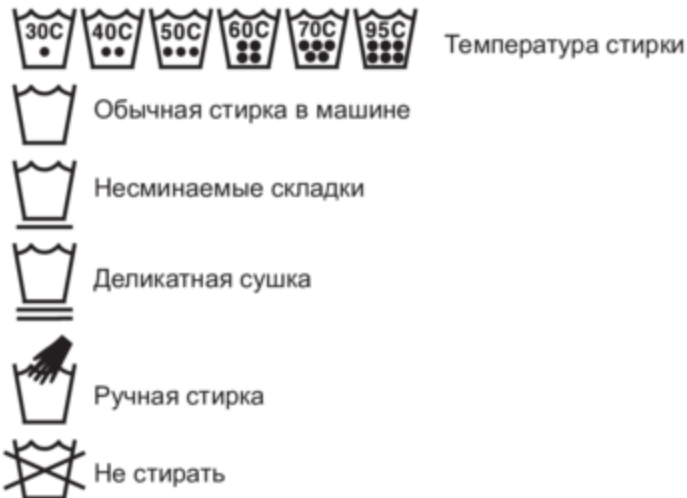 30C 40C 50C 60C 70C 95C Температура стирки
Обычная стирка в машине
Несминаемые складки
Деликатная сушка
Ручная стирка
Не стирать